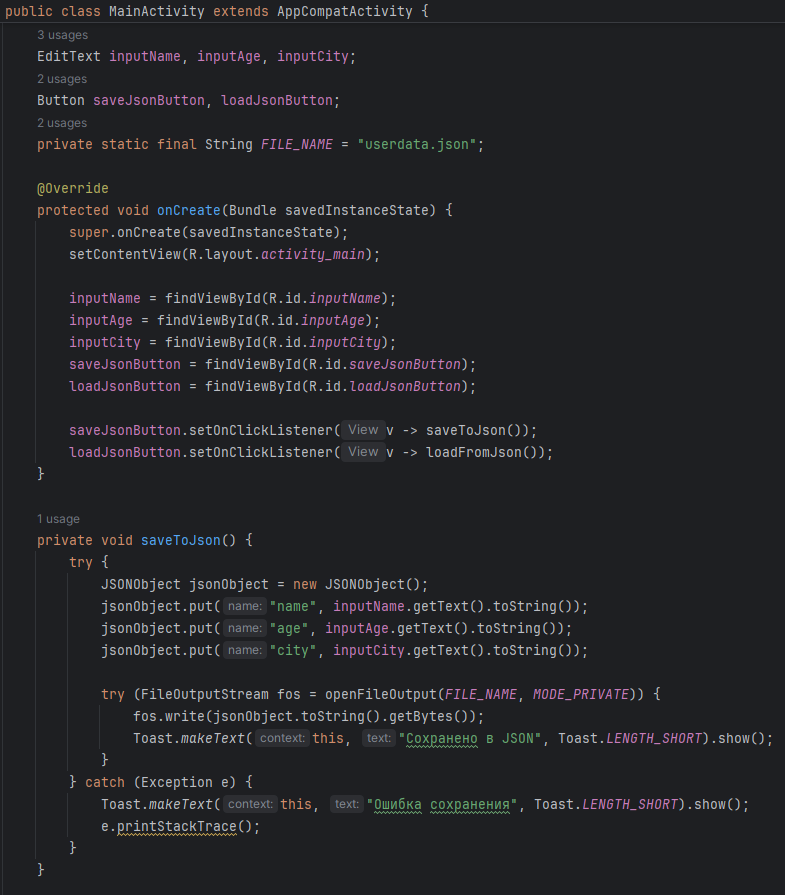 public class MainActivity extends AppCompatActivity {
3 usages
EditText inputName, inputAge, inputCity;
2 usages
Button saveJsonButton, loadJsonButton;
2 usages
private static final String FILE_NAME = "userdata.json";
@Override
protected void onCreate(Bundle savedInstanceState) {
super.onCreate(savedInstanceState);
setContentView(R.layout.activity_main);
inputName = findViewById(R.id.inputName);
inputAge = findViewById(R.id.inputAge);
inputCity = findViewById(R.id.inputCity);
saveJsonButton = findViewById(R.id.saveJsonButton);
loadJsonButton = findViewById(R.id.loadJsonButton);
saveJsonButton.setOnClickListener( View v -> saveToJson());
loadJsonButton.setOnClickListener( View v -> loadFromJson());
}
1 usage
private void saveToJson() {
try {
JSONObject jsonObject = new JSONObject();
jsonObject.put( name: "name", inputName.getText().toString());
jsonObject.put( name: "age", inputAge.getText().toString());
jsonObject.put( name: "city", inputCity.getText().toString());
try (FileOutputStream fos = openFileOutput(FILE_NAME, MODE_PRIVATE)) {
fos.write(jsonObject.toString().getBytes());
Toast.makeText( context: this, text: "Сохранено в JSON", Toast.LENGTH_SHORT).show();
}
} catch (Exception e) {
Toast.makeText( context: this, text: "Ошибка сохранения", Toast.LENGTH_SHORT).show();
e.printStackTrace();
}
}